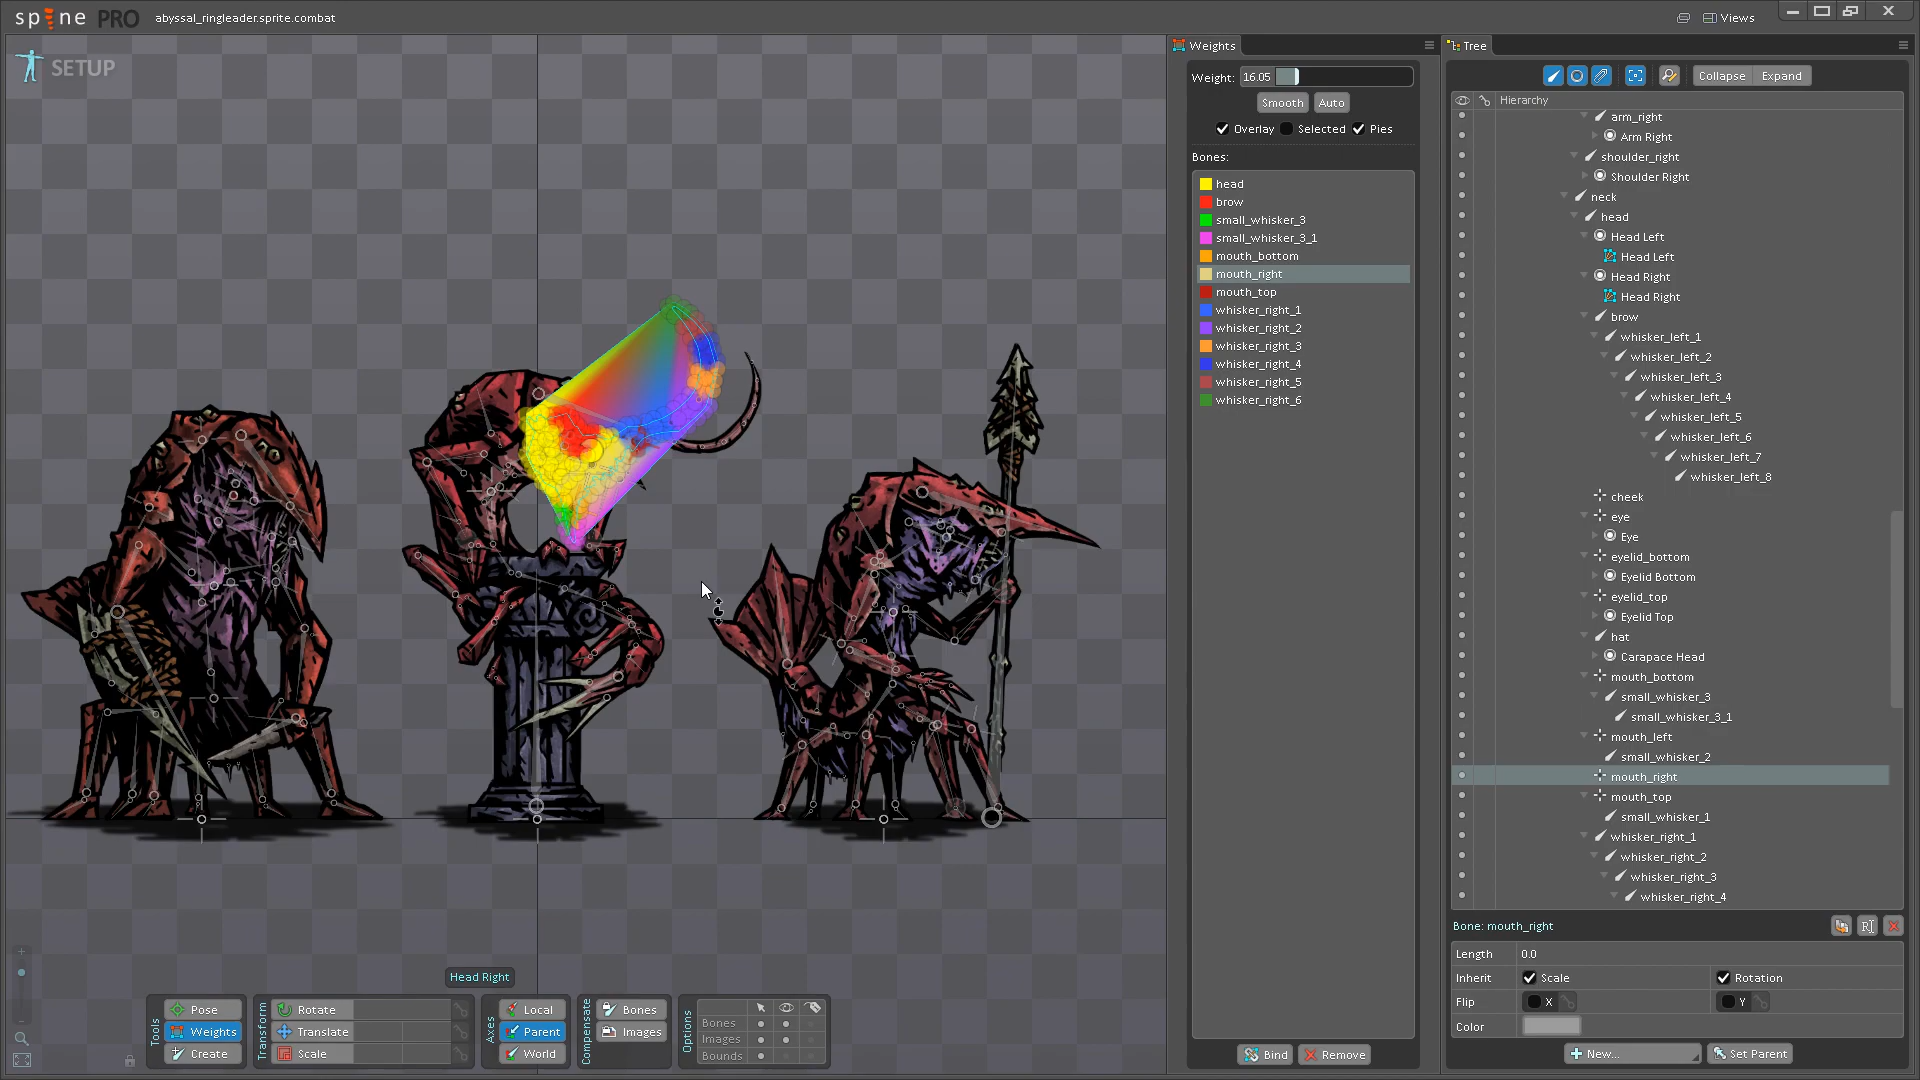 spine PRO abyssal_ringleader.sprite.combat
Views
SETUP
Weights
Weight: 16.05
Smooth Auto
Overlay Selected Pies
Bones:
head
brow
small_whisker_3
small_whisker_3_1
mouth_bottom
mouth_right
mouth_top
whisker_right_1
whisker_right_2
whisker_right_3
whisker_right_4
whisker_right_5
whisker_right_6
Bind Remove
Tree
Collapse Expand
Hierarchy
arm_right
Arm Right
shoulder_right
Shoulder Right
neck
head
Head Left
Head Left
Head Right
Head Right
brow
whisker_left_1
whisker_left_2
whisker_left_3
whisker_left_4
whisker_left_5
whisker_left_6
whisker_left_7
whisker_left_8
cheek
eye
Eye
eyelid_bottom
Eyelid Bottom
eyelid_top
Eyelid Top
hat
Carapace Head
mouth_bottom
small_whisker_3
small_whisker_3_1
mouth_left
small_whisker_2
mouth_right
mouth_top
small_whisker_1
whisker_right_1
whisker_right_2
whisker_right_3
whisker_right_4
Bone: mouth_right
Length 0.0
Inherit Scale Rotation
Flip X Y
Color
New... Set Parent
Head Right
Tools
Pose
Weights
Create
Transform
Rotate
Translate
Scale
Axes
Local
Parent
World
Compensate
Bones
Images
Options
Bones
Images
Bounds